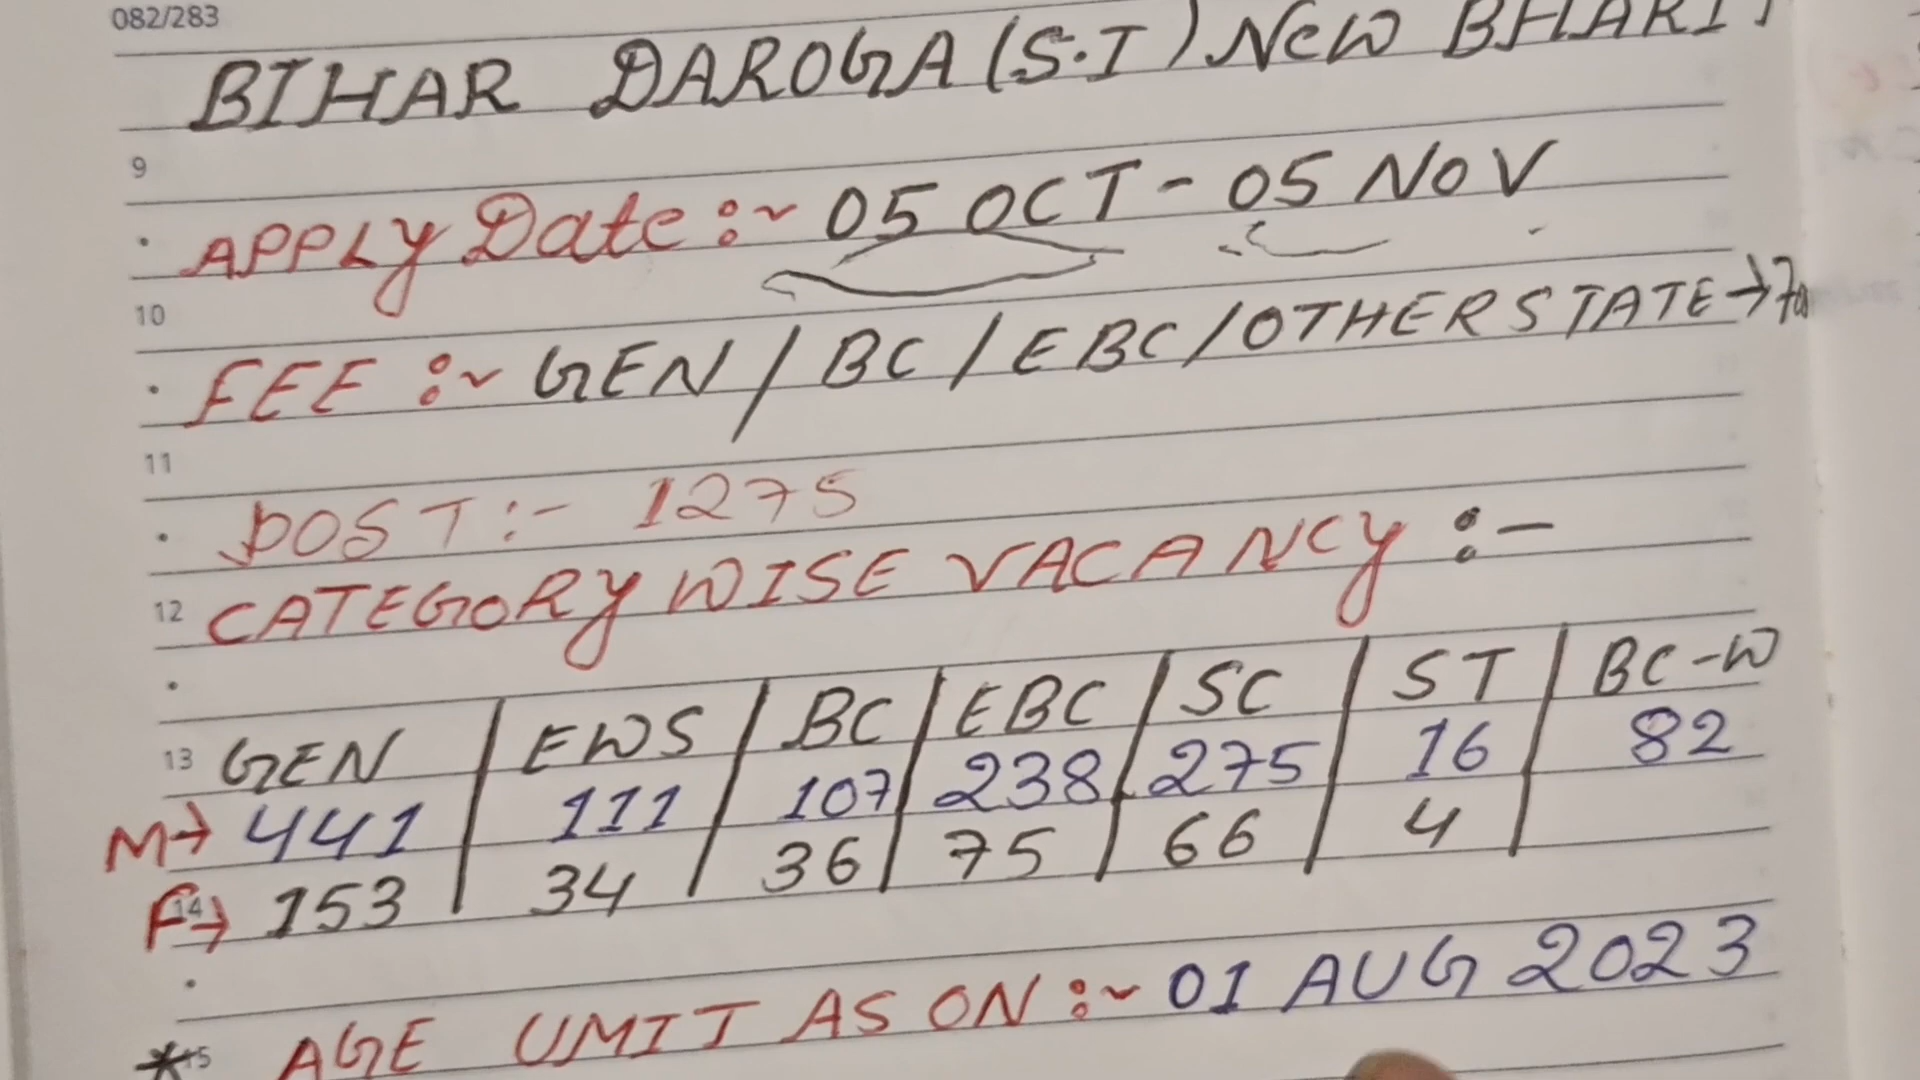 082/283
BIHAR DAROGA (S.I) NEW BHARTI
9
APPLY Date :~ 05 OCT - 05 NOV
10
FEE :~ GEN / BC / EBC / OTHER STATE →
11
POST :- 1275
12 CATEGORY WISE VACANCY :-
13 GEN | EWS | BC | EBC | SC | ST | BC-W
M→ 441 | 111 | 107 | 238 | 275 | 16 | 82
14 F→ 153 | 34 | 36 | 75 | 66 | 4 |
15 * AGE LIMIT AS ON :~ 01 AUG 2023